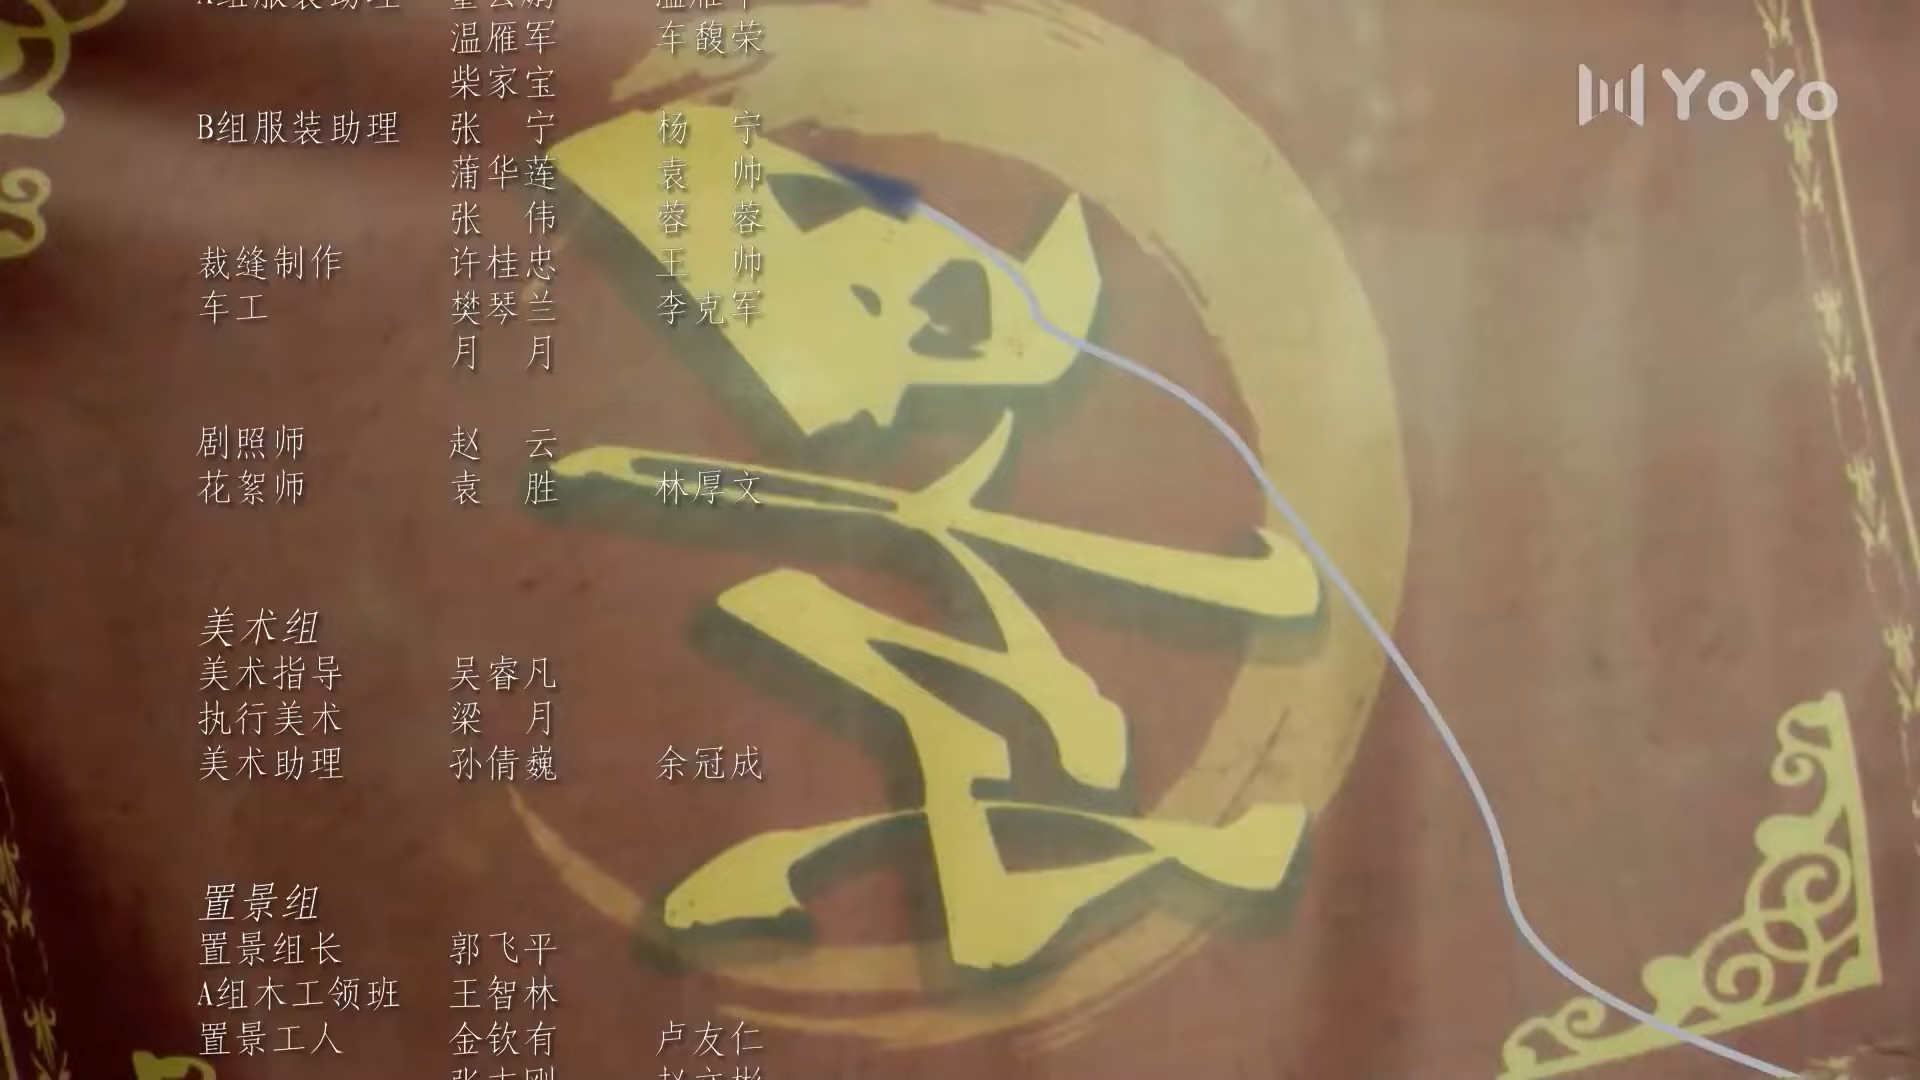 温雁军 车馥荣
柴家宝
YoYo
B组服装助理 张 宁 杨 宁
蒲华莲 袁 帅
张 伟 蓉 蓉
裁缝制作 许桂忠 王 帅
车工 樊琴兰 李克军
月 月
剧照师 赵 云
花絮师 袁 胜 林厚文
美术组
美术指导 吴睿凡
执行美术 梁 月
美术助理 孙倩巍 余冠成
置景组
置景组长 郭飞平
A组木工领班 王智林
置景工人 金钦有 卢友仁